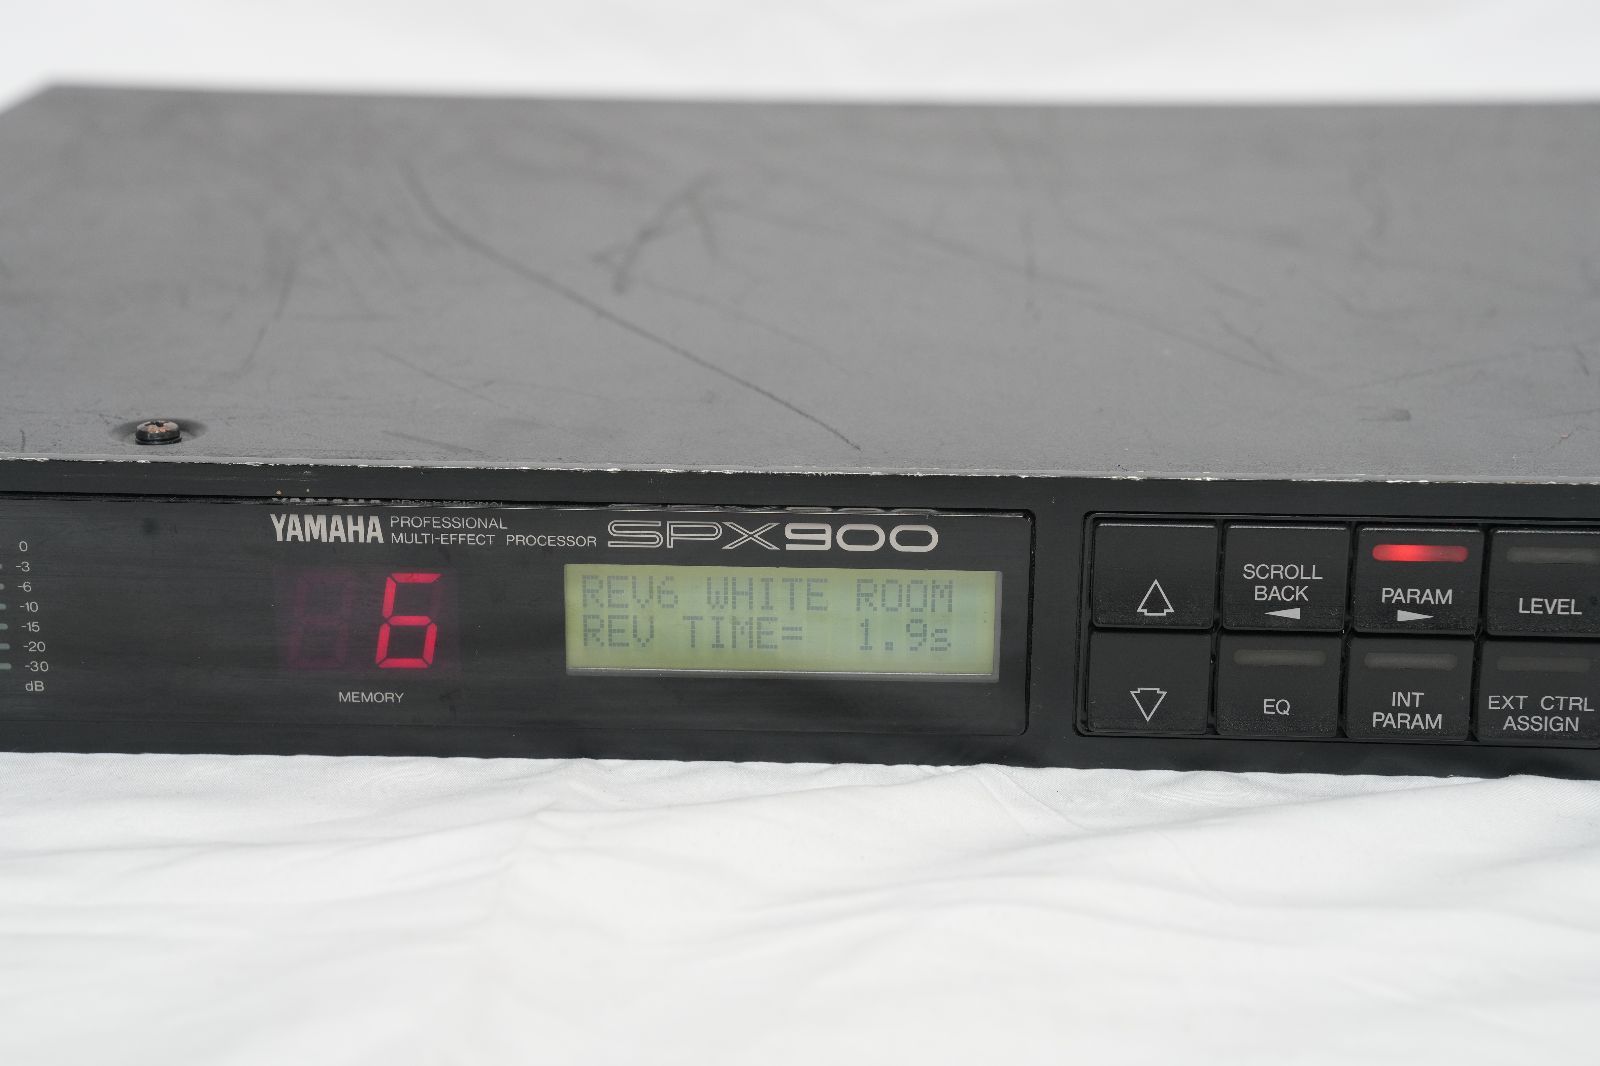 YAMAHA PROFESSIONAL
MULTI-EFFECT PROCESSOR SPX900
0
-3
-6
-10
-15
-20
-30
dB
6
MEMORY
REV6 WHITE ROOM
REV TIME= 1.9s
SCROLL
BACK
PARAM
LEVEL
EQ
INT
PARAM
EXT CTRL
ASSIGN